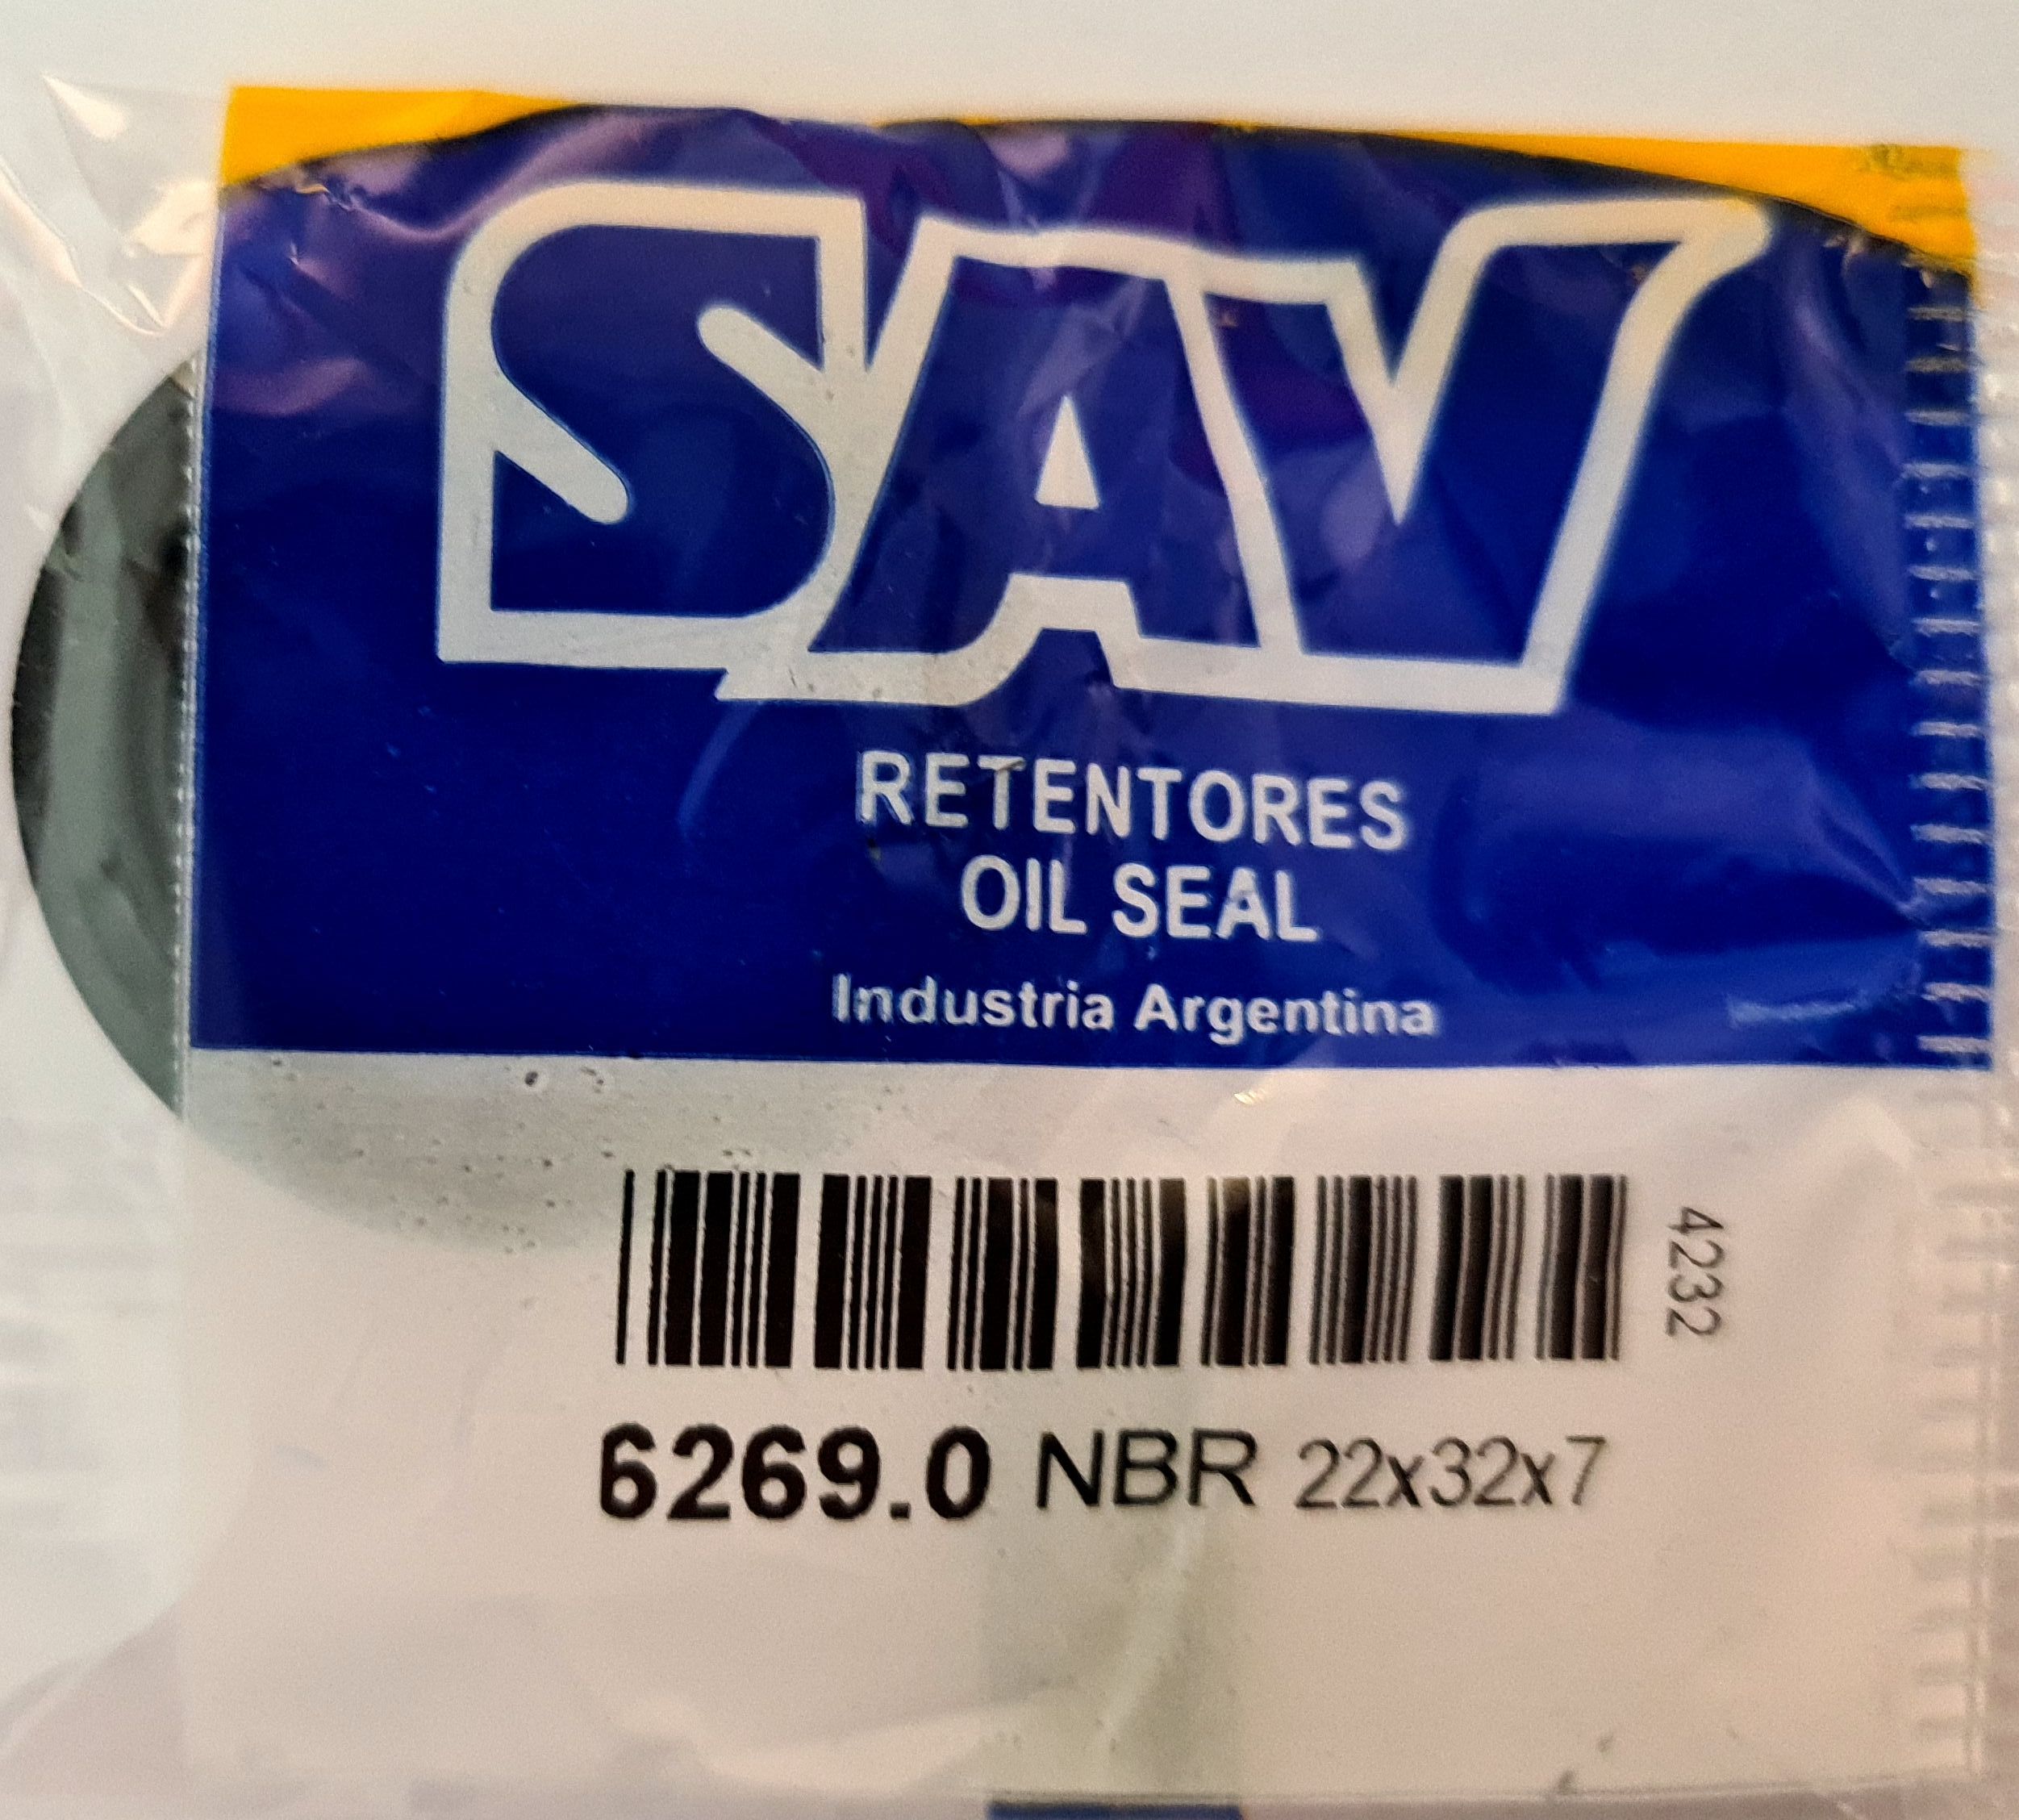 SAV
RETENTORES
OIL SEAL
Industria Argentina
4232
6269.0 NBR 22x32x7